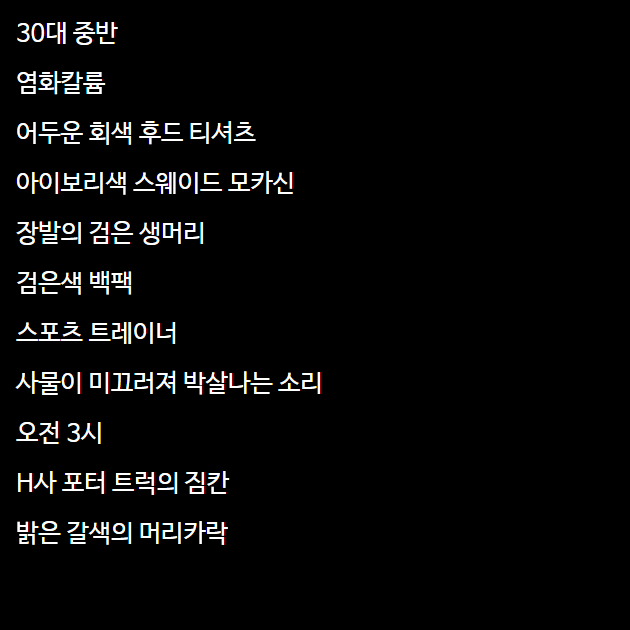 30대 중반
염화칼륨
어두운 회색 후드 티셔츠
아이보리색 스웨이드 모카신
장발의 검은 생머리
검은색 백팩
스포츠 트레이너
사물이 미끄러져 박살나는 소리
오전 3시
H사 포터 트럭의 짐칸
밝은 갈색의 머리카락